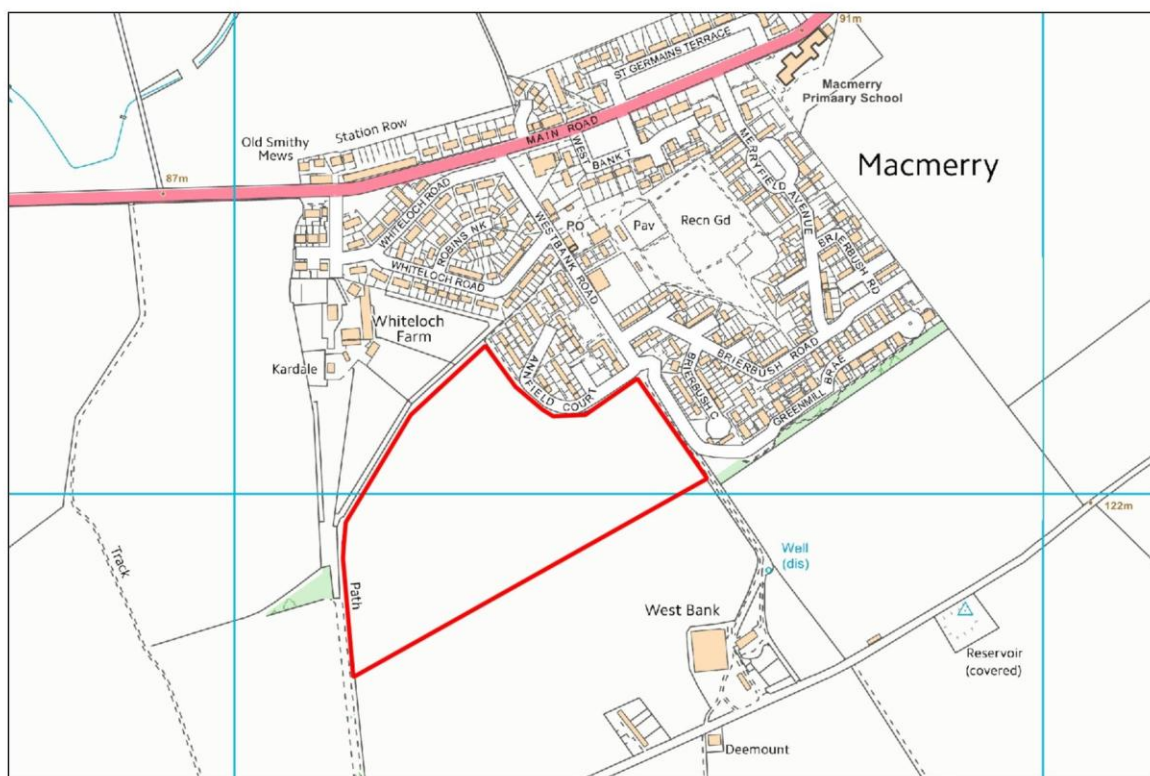 91m
ST GERMAINS TERRACE
Macmerry
Primaary School
MAIN ROAD
Station Row
Old Smithy
Mews
WEST
BANK T
Macmerry
87m
MERRYFIELD AVENUE
WHITELOCH ROAD
ROBINS NK
PO
Pav
Recn Gd
WESTBANK ROAD
BRIERBUSH RD
WHITELOCH ROAD
Whiteloch
Farm
BRIERBUSH ROAD
Kardale
ANNFIELD COURT
BRIERBUSH C
GREENMILL BRAE
122m
Well
(dis)
Track
Path
West Bank
Reservoir
(covered)
Deemount